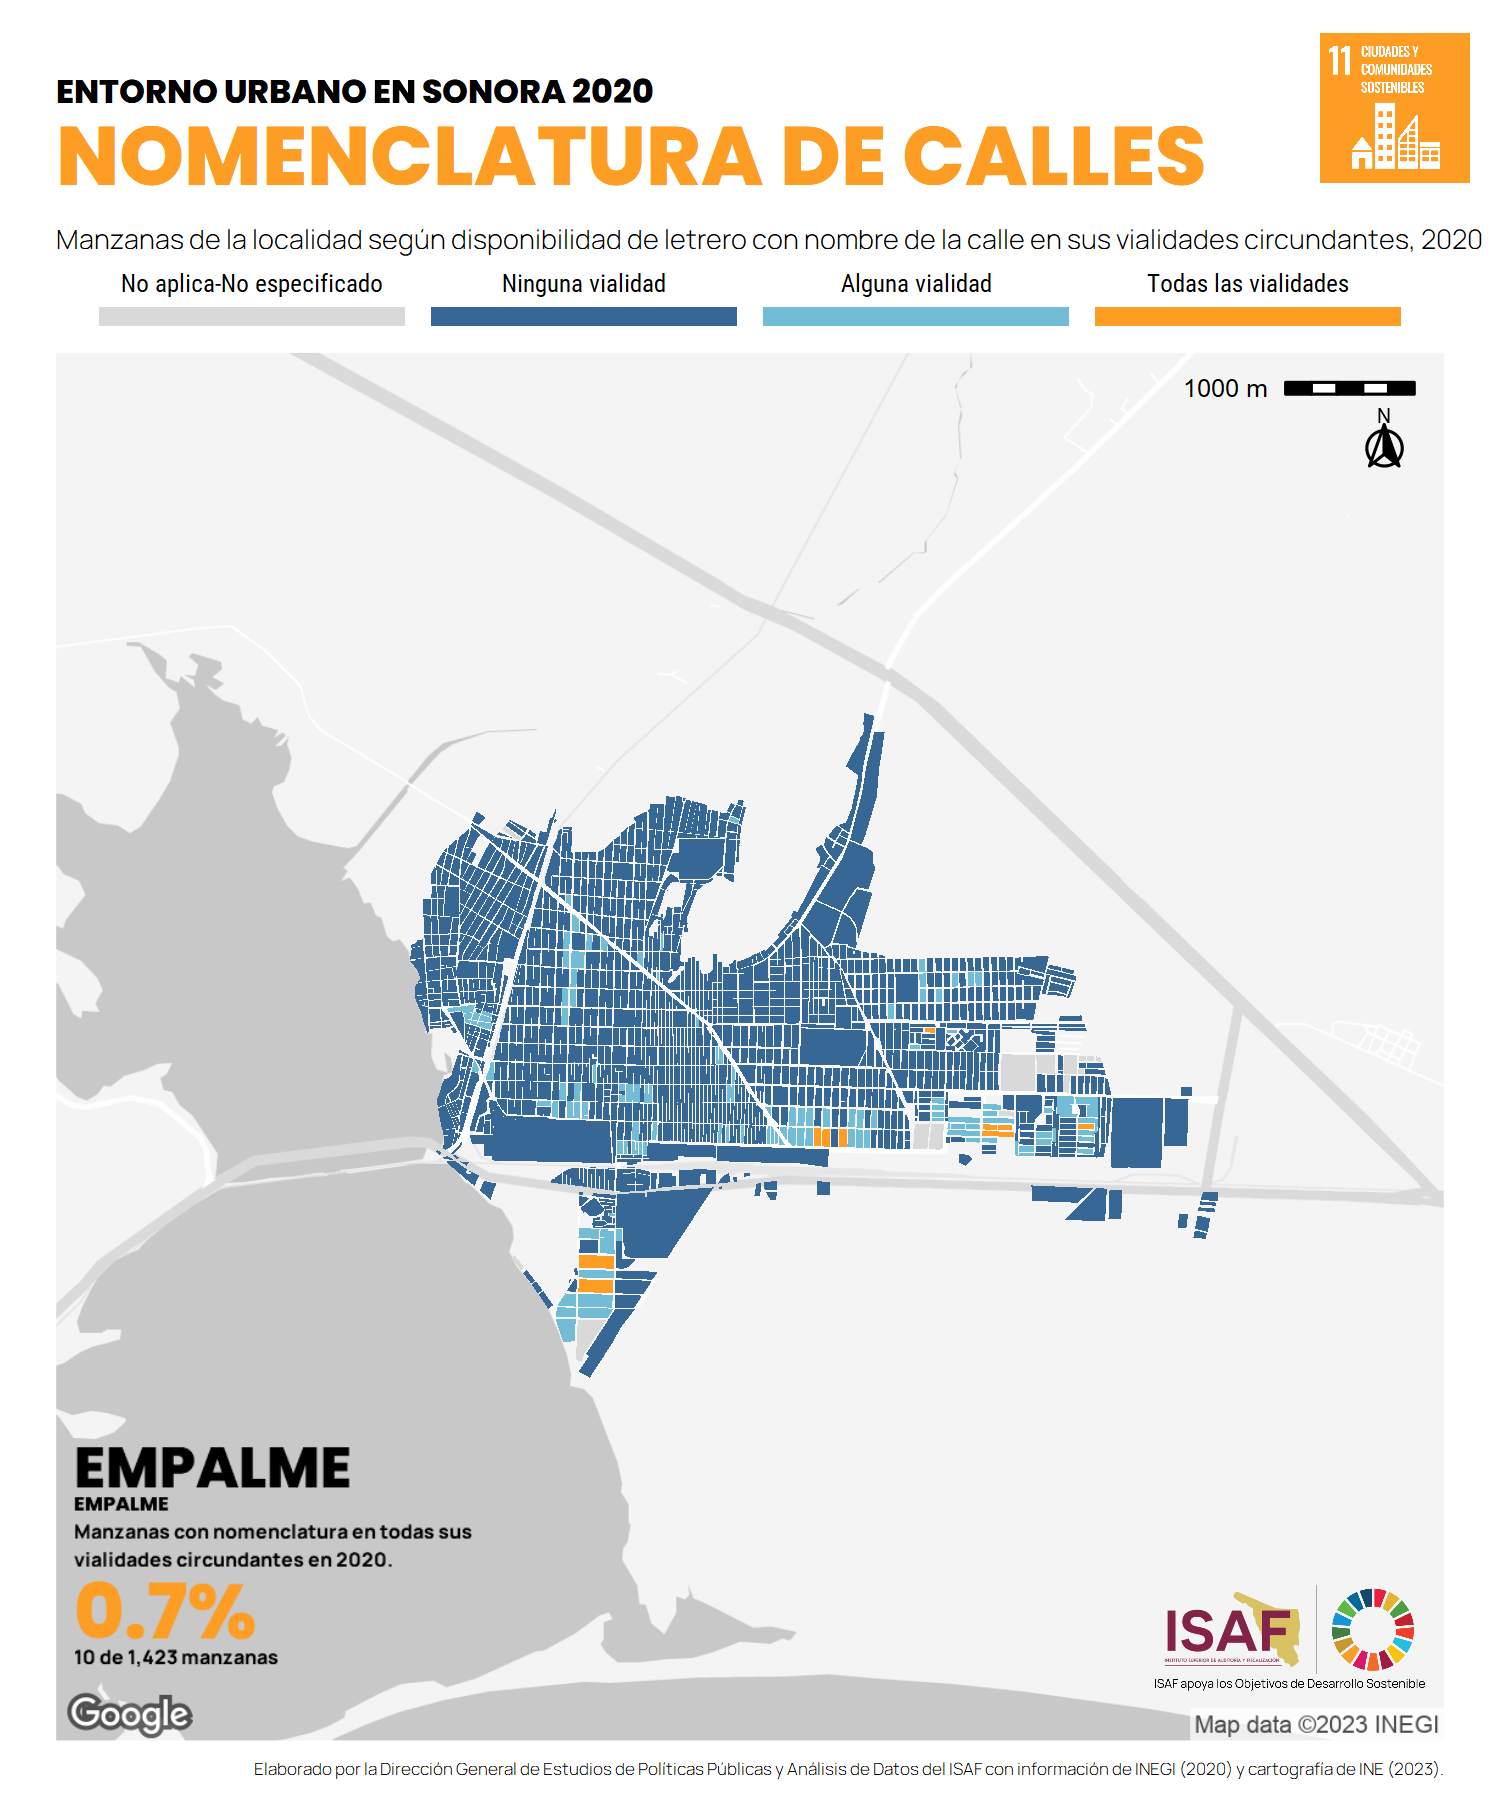 11 CIUDADES Y
COMUNIDADES
SOSTENIBLES
ENTORNO URBANO EN SONORA 2020
NOMENCLATURA DE CALLES
Manzanas de la localidad según disponibilidad de letrero con nombre de la calle en sus vialidades circundantes, 2020
No aplica-No especificado
Ninguna vialidad
Alguna vialidad
Todas las vialidades
1000 m
N
EMPALME
EMPALME
Manzanas con nomenclatura en todas sus
vialidades circundantes en 2020.
0.7%
10 de 1,423 manzanas
Google
ISAF
INSTITUTO SUPERIOR DE AUDITORÍA Y FISCALIZACIÓN
ISAF apoya los Objetivos de Desarrollo Sostenible
Map data ©2023 INEGI
Elaborado por la Dirección General de Estudios de Políticas Públicas y Análisis de Datos del ISAF con información de INEGI (2020) y cartografía de INE (2023).